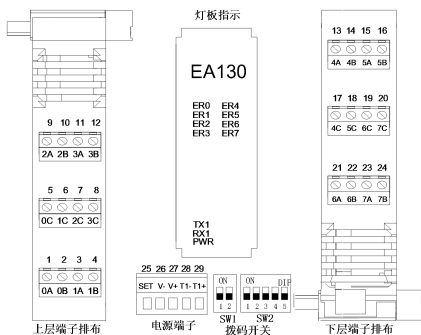 灯板指示
EA130
ER0 ER4
ER1 ER5
ER2 ER6
ER3 ER7
TX1
RX1
PWR
9 10 11 12
2A 2B 3A 3B
5 6 7 8
0C 1C 2C 3C
1 2 3 4
0A 0B 1A 1B
上层端子排布
25 26 27 28 29
SET V- V+ T1- T1+
电源端子
ON
1 2
SW1
ON DIP
1 2 3 4 5
SW2
拨码开关
13 14 15 16
4A 4B 5A 5B
17 18 19 20
4C 5C 6C 7C
21 22 23 24
6A 6B 7A 7B
下层端子排布